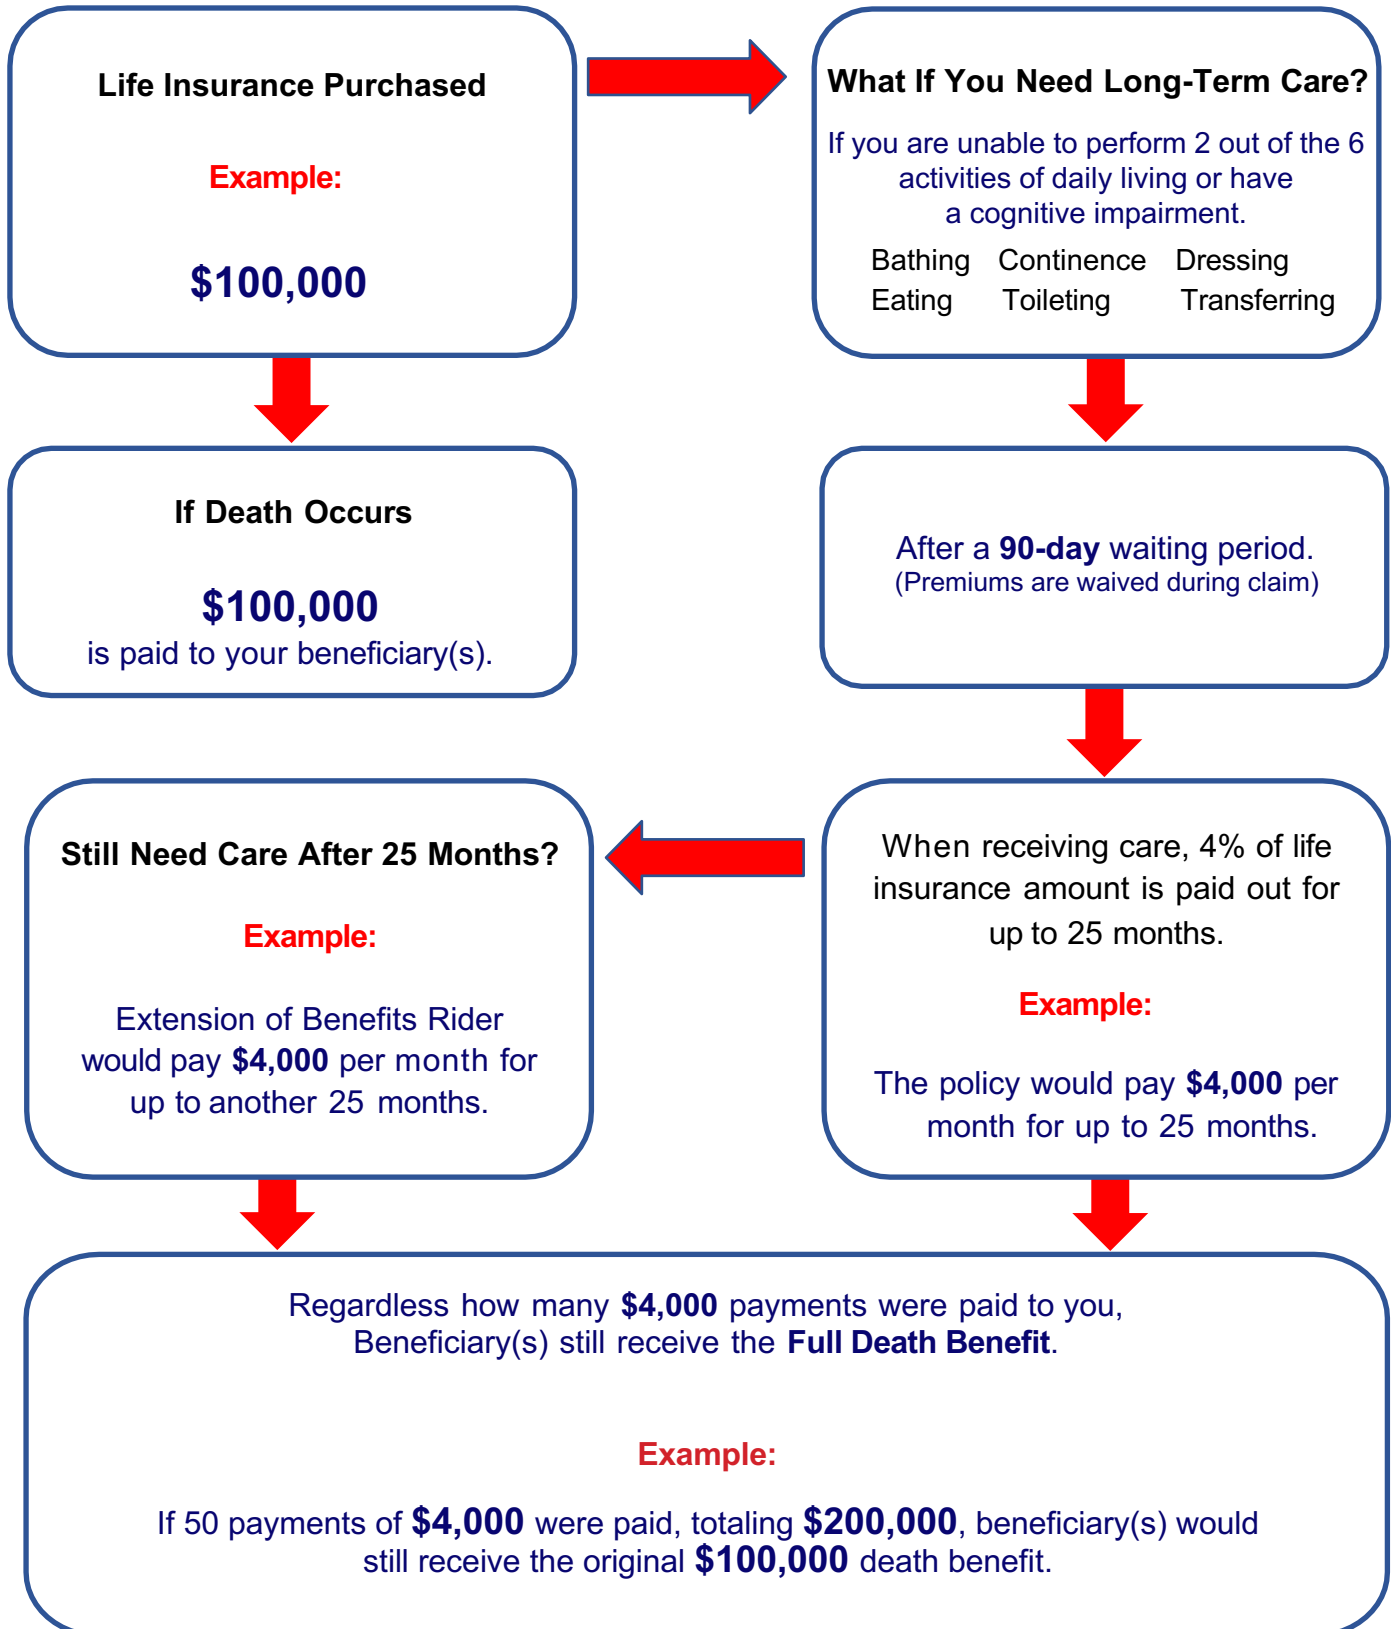 Life Insurance Purchased
Example:
$100,000
What If You Need Long-Term Care?
If you are unable to perform 2 out of the 6
activities of daily living or have
a cognitive impairment.
Bathing Continence Dressing
Eating Toileting Transferring
If Death Occurs
$100,000
is paid to your beneficiary(s).
After a 90-day waiting period.
(Premiums are waived during claim)
When receiving care, 4% of life
insurance amount is paid out for
up to 25 months.
Example:
The policy would pay $4,000 per
month for up to 25 months.
Still Need Care After 25 Months?
Example:
Extension of Benefits Rider
would pay $4,000 per month for
up to another 25 months.
Regardless how many $4,000 payments were paid to you,
Beneficiary(s) still receive the Full Death Benefit.
Example:
If 50 payments of $4,000 were paid, totaling $200,000, beneficiary(s) would
still receive the original $100,000 death benefit.